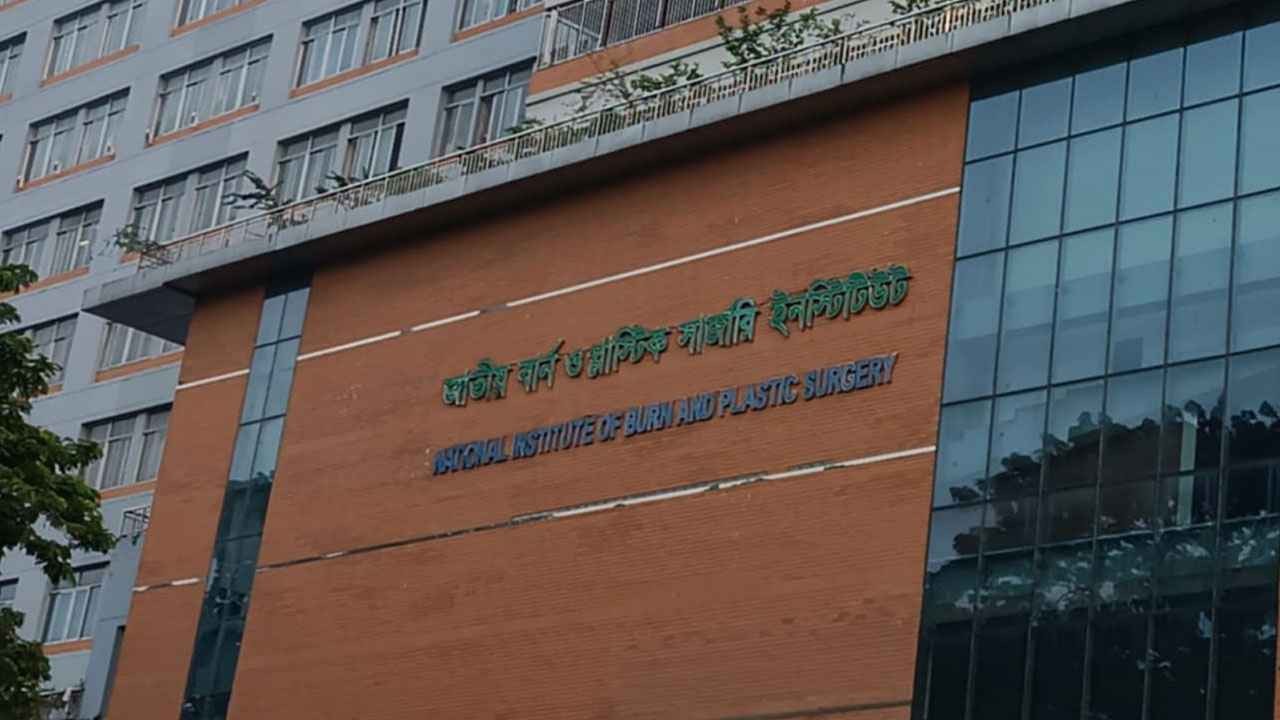 জাতীয় বার্ন ও প্লাস্টিক সার্জারি ইনস্টিটিউট
NATIONAL INSTITUTE OF BURN AND PLASTIC SURGERY